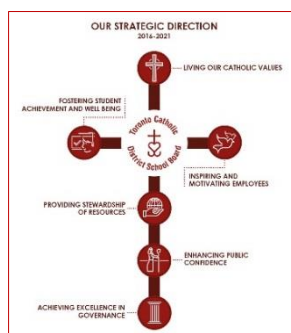 OUR STRATEGIC DIRECTION
2016-2021
LIVING OUR CATHOLIC VALUES
FOSTERING STUDENT
ACHIEVEMENT AND WELL BEING
Toronto Catholic
District School Board
INSPIRING AND
MOTIVATING EMPLOYEES
PROVIDING STEWARDSHIP
OF RESOURCES
ENHANCING PUBLIC
CONFIDENCE
ACHIEVING EXCELLENCE IN
GOVERNANCE